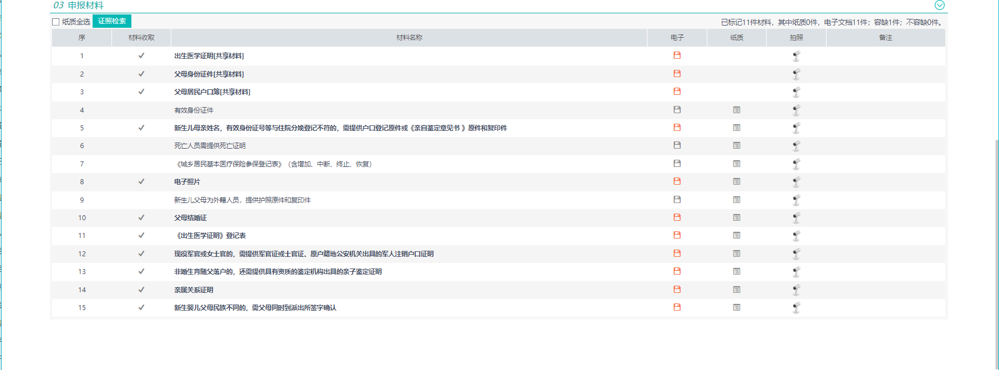 03 申报材料
纸质全选 证照检索 已标记11件材料，其中纸质0件，电子文档11件；容缺1件；不容缺0件。
序 材料收取 材料名称 电子 纸质 拍照 备注
1 出生医学证明[共享材料]
2 父母身份证件[共享材料]
3 父母居民户口簿[共享材料]
4 有效身份证件
5 新生儿母亲姓名，有效身份证号等与住院分娩登记不符的，需提供户口登记原件或《亲自鉴定意见书 》原件和复印件
6 死亡人员需提供死亡证明
7 《城乡居民基本医疗保险参保登记表》（含增加、中断、终止、恢复）
8 电子照片
9 新生儿父母为外籍人员，提供护照原件和复印件
10 父母结婚证
11 《出生医学证明》登记表
12 现役军官或女士官的，需提供军官证或士官证、原户籍地公安机关出具的军人注销户口证明
13 非婚生育随父落户的，还需提供具有资质的鉴定机构出具的亲子鉴定证明
14 亲属关系证明
15 新生婴儿父母民族不同的，需父母同时到派出所签字确认